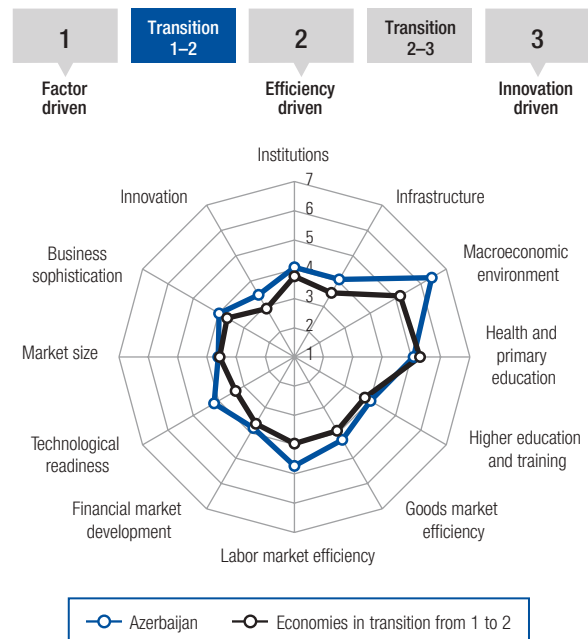 1
Transition
1–2
2
Transition
2–3
3
Factor
driven
Efficiency
driven
Innovation
driven
Institutions
7
6
5
4
3
2
1
Infrastructure
Macroeconomic
environment
Health and
primary
education
Higher education
and training
Goods market
efficiency
Labor market efficiency
Financial market
development
Technological
readiness
Market size
Business
sophistication
Innovation
Azerbaijan
Economies in transition from 1 to 2